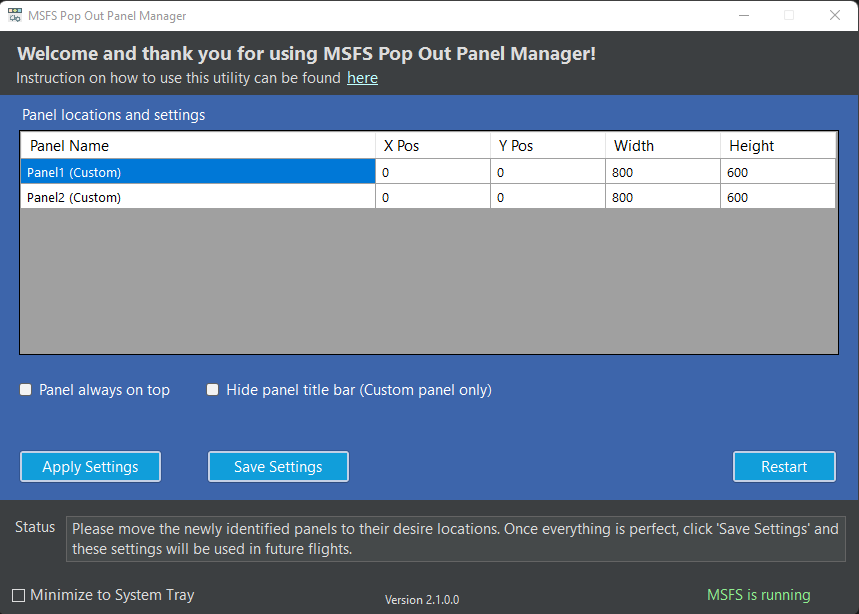 MSFS Pop Out Panel Manager
Welcome and thank you for using MSFS Pop Out Panel Manager!
Instruction on how to use this utility can be found here
Panel locations and settings
Panel Name X Pos Y Pos Width Height
Panel1 (Custom) 0 0 800 600
Panel2 (Custom) 0 0 800 600
Panel always on top Hide panel title bar (Custom panel only)
Apply Settings Save Settings Restart
Status Please move the newly identified panels to their desire locations. Once everything is perfect, click 'Save Settings' and
these settings will be used in future flights.
Minimize to System Tray Version 2.1.0.0 MSFS is running